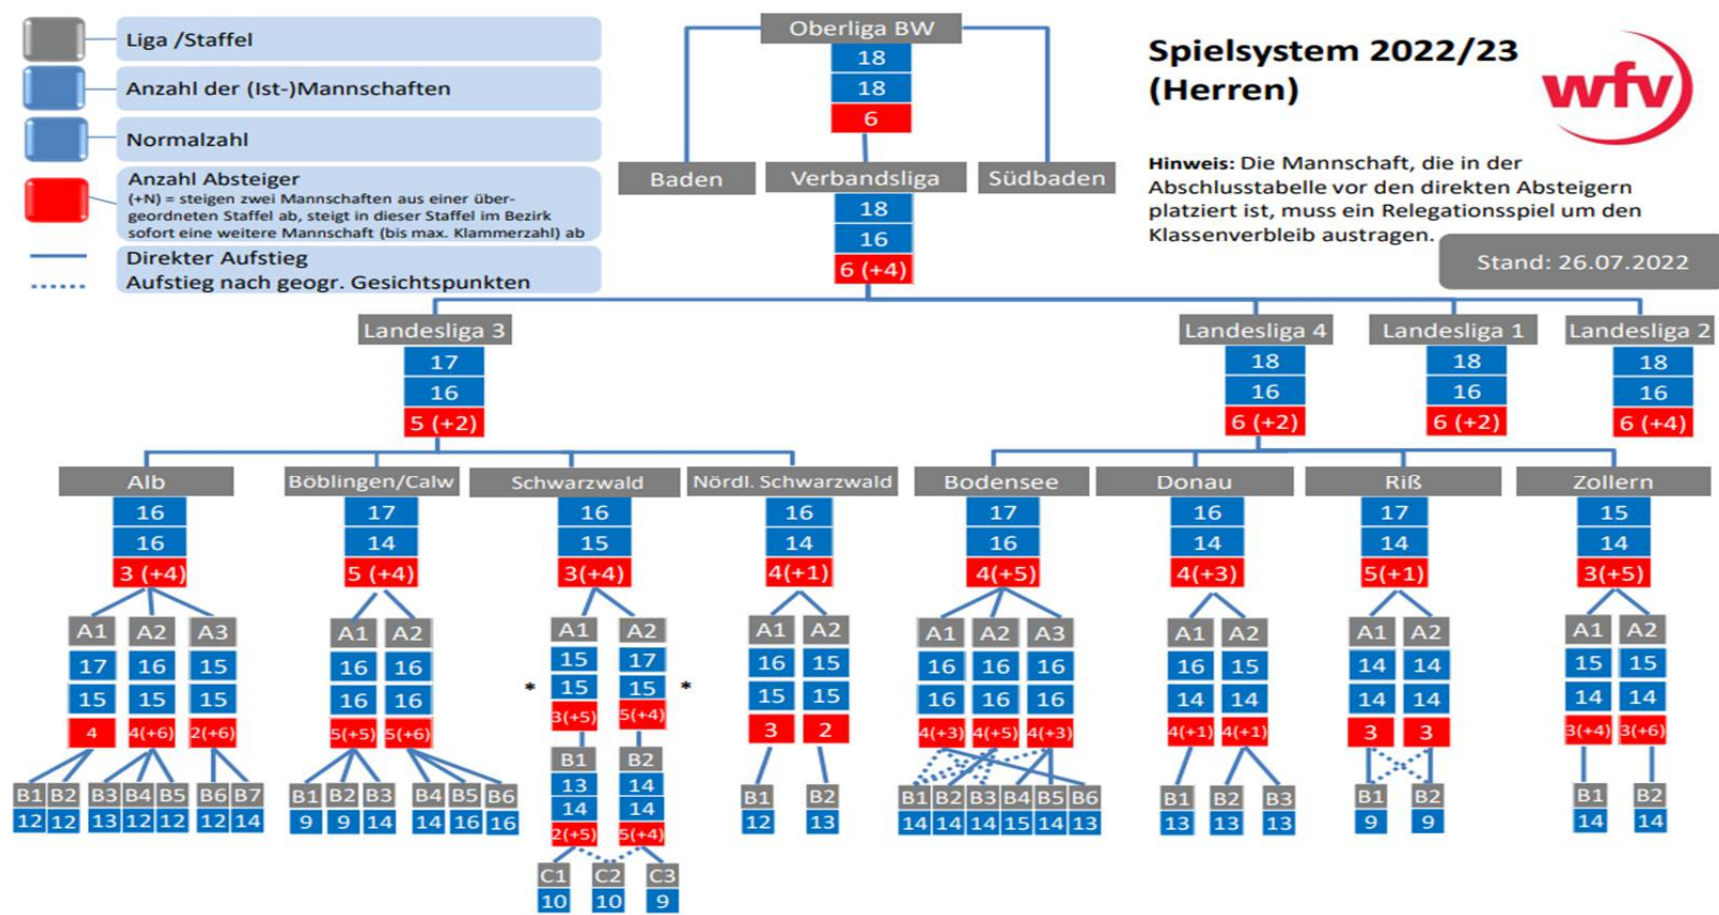 Liga /Staffel
Anzahl der (Ist-)Mannschaften
Normalzahl
Anzahl Absteiger
(+N) = steigen zwei Mannschaften aus einer über-
geordneten Staffel ab, steigt in dieser Staffel im Bezirk
sofort eine weitere Mannschaft (bis max. Klammerzahl) ab
Direkter Aufstieg
Aufstieg nach geogr. Gesichtspunkten
Oberliga BW
18
18
6
Spielsystem 2022/23
(Herren)
wfv
Hinweis: Die Mannschaft, die in der
Abschlusstabelle vor den direkten Absteigern
platziert ist, muss ein Relegationsspiel um den
Klassenverbleib austragen.
Stand: 26.07.2022
Baden Verbandsliga Südbaden
18
16
6 (+4)
Landesliga 3 Landesliga 4 Landesliga 1 Landesliga 2
17 18 18 18
16 16 16 16
5 (+2) 6 (+2) 6 (+2) 6 (+4)
Alb Böblingen/Calw Schwarzwald Nördl. Schwarzwald Bodensee Donau Riß Zollern
16 17 16 16 17 16 17 15
16 14 15 14 16 14 14 14
3 (+4) 5 (+4) 3(+4) 4(+1) 4(+5) 4(+3) 5(+1) 3(+5)
A1 A2 A3 A1 A2 A1 A2 A1 A2 A1 A2 A3 A1 A2 A1 A2 A1 A2
17 16 15 16 16 15 17 16 15 16 16 16 16 15 14 14 15 15
15 15 15 16 16 * 15 15 * 15 15 16 16 16 14 14 14 14 14 14
4 4(+6) 2(+6) 5(+5) 5(+6) 3(+5) 5(+4) 3 2 4(+3) 4(+5) 4(+3) 4(+1) 4(+1) 3 3 3(+4) 3(+6)
B1 B2 B3 B4 B5 B6 B7 B1 B2 B3 B4 B5 B6 B1 B2 B1 B2 B1 B2 B3 B4 B5 B6 B1 B2 B3 B1 B2 B1 B2
12 12 13 12 12 12 14 9 9 14 14 16 16 13 14 12 13 14 14 14 15 14 13 13 13 13 9 9 14 14
14 14
2(+5) 5(+4)
C1 C2 C3
10 10 9